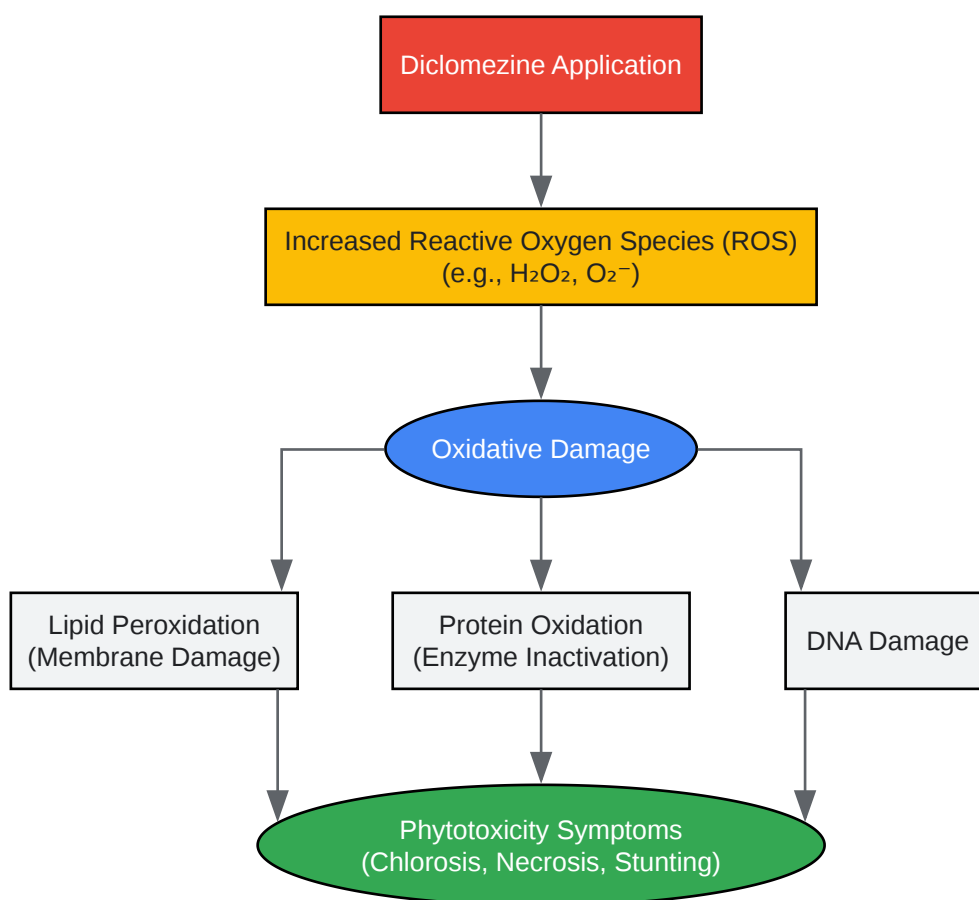 Diclomezine Application
Increased Reactive Oxygen Species (ROS)
(e.g., H₂O₂, O₂⁻)
Oxidative Damage
Lipid Peroxidation
(Membrane Damage)
Protein Oxidation
(Enzyme Inactivation)
DNA Damage
Phytotoxicity Symptoms
(Chlorosis, Necrosis, Stunting)